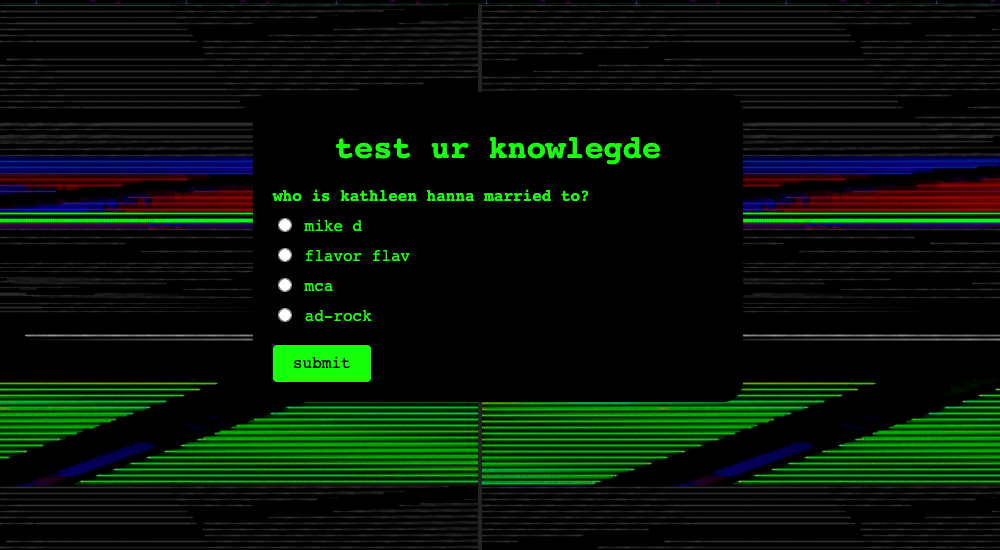 test ur knowlegde
who is kathleen hanna married to?
mike d
flavor flav
mca
ad-rock
submit